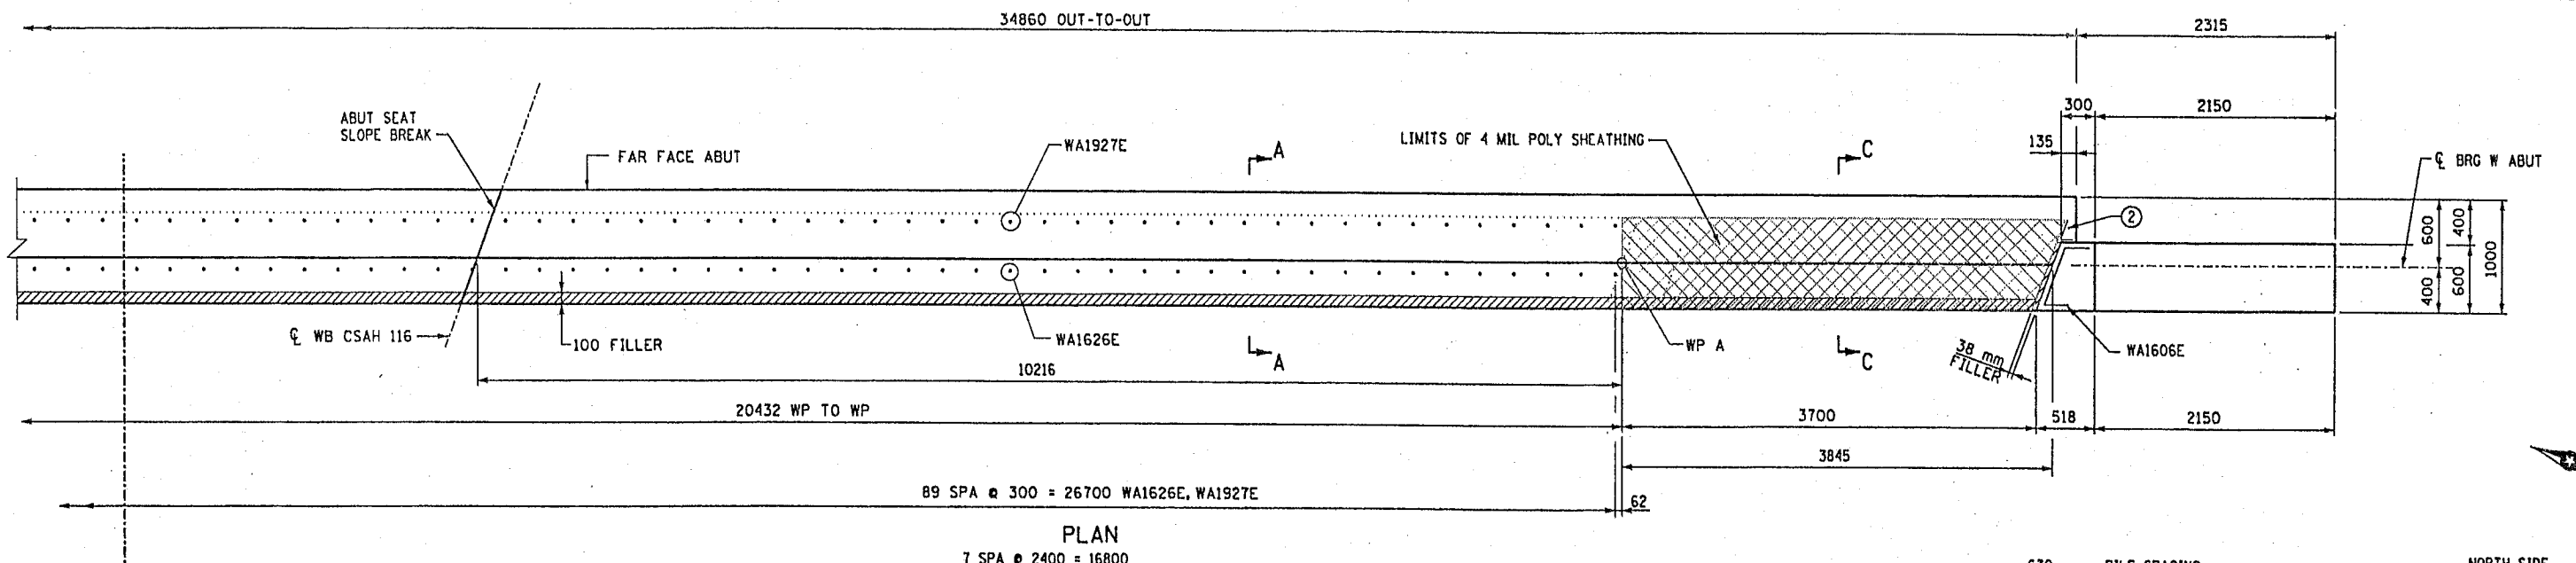 34860 OUT-TO-OUT
2315
300
2150
135
ABUT SEAT
SLOPE BREAK
FAR FACE ABUT
WA1927E
A
LIMITS OF 4 MIL POLY SHEATHING
C
℄ BRG W ABUT
2
600
400
1000
400
600
℄ WB CSAH 116
100 FILLER
WA1626E
A
WP A
C
38 mm
FILLER
WA1606E
10216
20432 WP TO WP
3700
518
2150
3845
89 SPA @ 300 = 26700 WA1626E, WA1927E
62
PLAN
7 SPA @ 2400 = 16800
NORTH SIDE